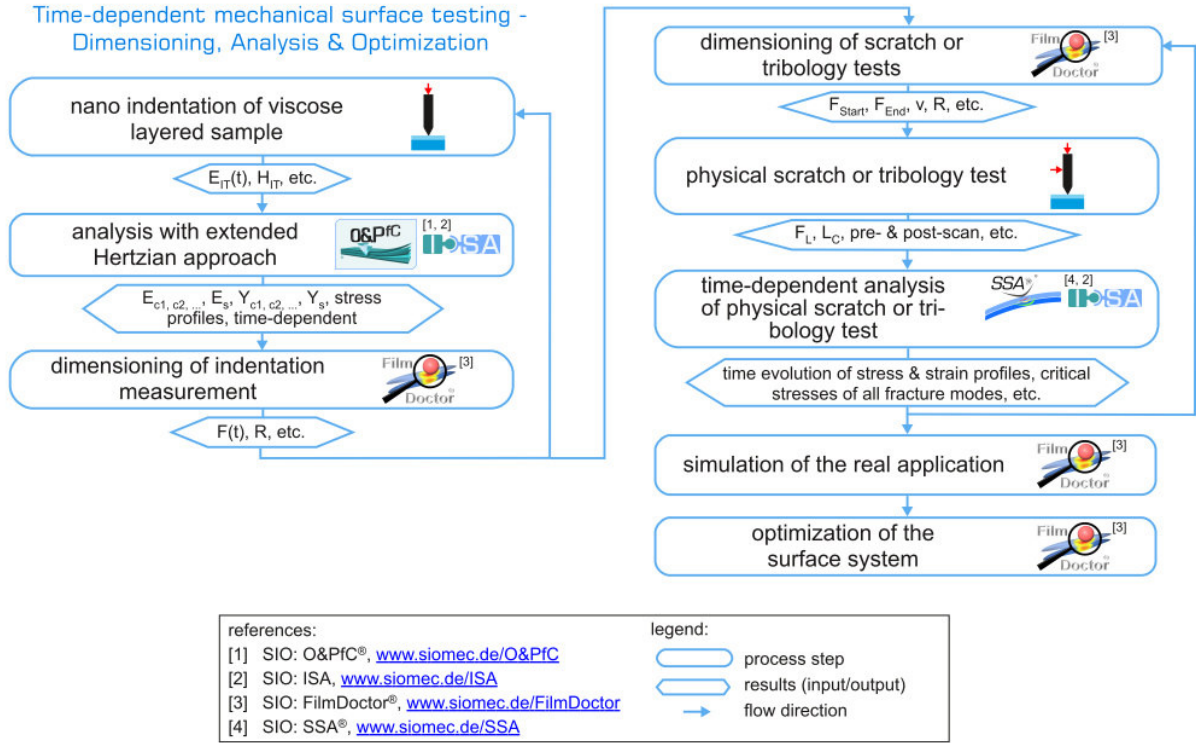 Time-dependent mechanical surface testing -
Dimensioning, Analysis & Optimization
nano indentation of viscose
layered sample
E_IT(t), H_IT, etc.
analysis with extended
Hertzian approach
O&PfC
[1, 2]
ISA
E_c1, c2, ..., E_s, Y_c1, c2, ..., Y_s, stress
profiles, time-dependent
dimensioning of indentation
measurement
Film
Doctor®
[3]
F(t), R, etc.
dimensioning of scratch or
tribology tests
Film
Doctor®
[3]
F_Start, F_End, v, R, etc.
physical scratch or tribology test
F_L, L_C, pre- & post-scan, etc.
time-dependent analysis
of physical scratch or tri-
bology test
SSA®
[4, 2]
ISA
time evolution of stress & strain profiles, critical
stresses of all fracture modes, etc.
simulation of the real application
Film
Doctor®
[3]
optimization of the
surface system
Film
Doctor®
[3]
references:
[1] SIO: O&PfC®, www.siomec.de/O&PfC
[2] SIO: ISA, www.siomec.de/ISA
[3] SIO: FilmDoctor®, www.siomec.de/FilmDoctor
[4] SIO: SSA®, www.siomec.de/SSA
legend:
process step
results (input/output)
flow direction